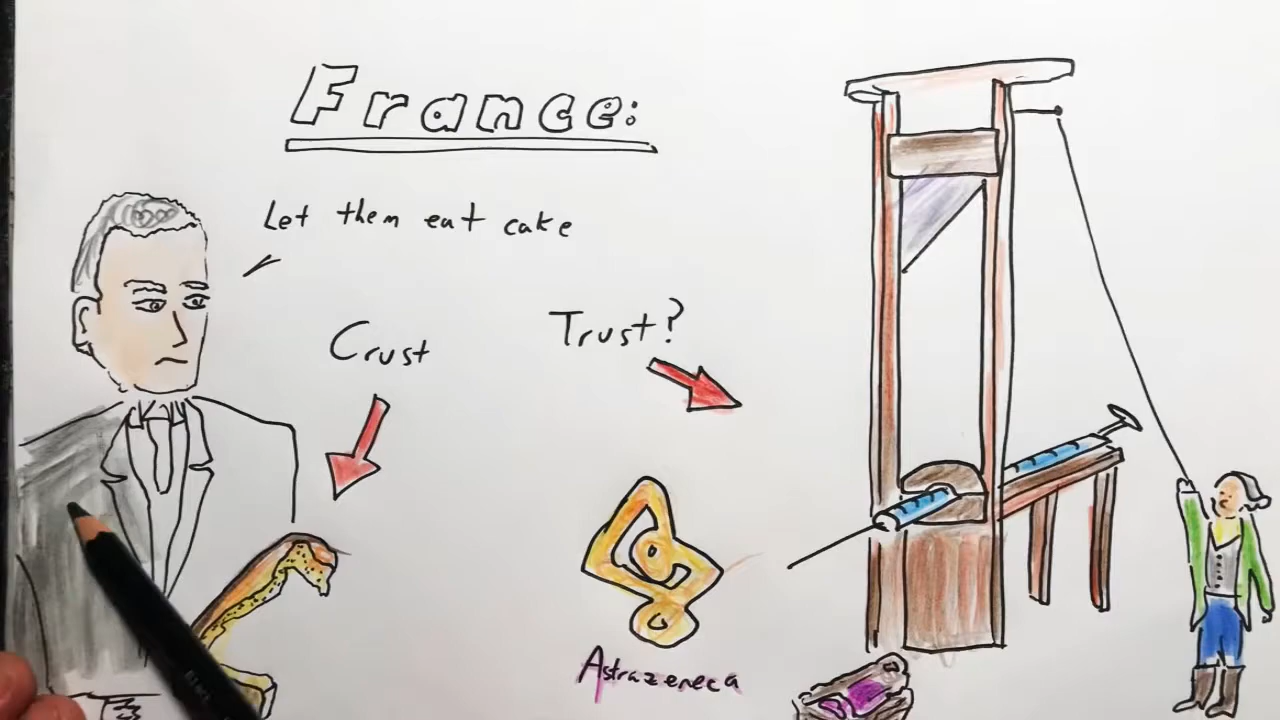 France:
Let them eat cake
Crust
Trust?
Astrazeneca